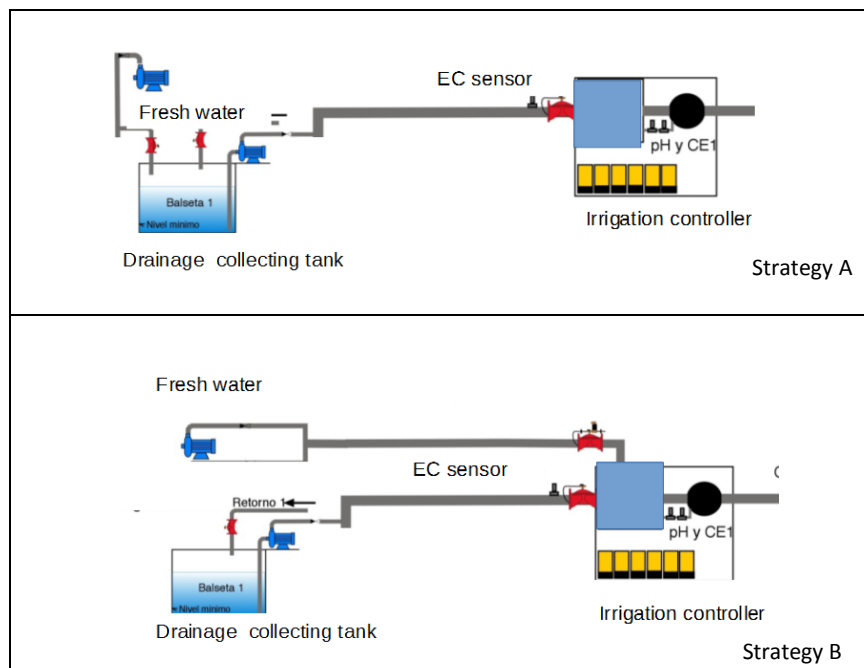 EC sensor
Fresh water
pH y CE1
Balseta 1
Nivel mínimo
Irrigation controller
Drainage collecting tank
Strategy A
Fresh water
EC sensor
Retorno 1
pH y CE1
Balseta 1
Nivel mínimo
Irrigation controller
Drainage collecting tank
Strategy B